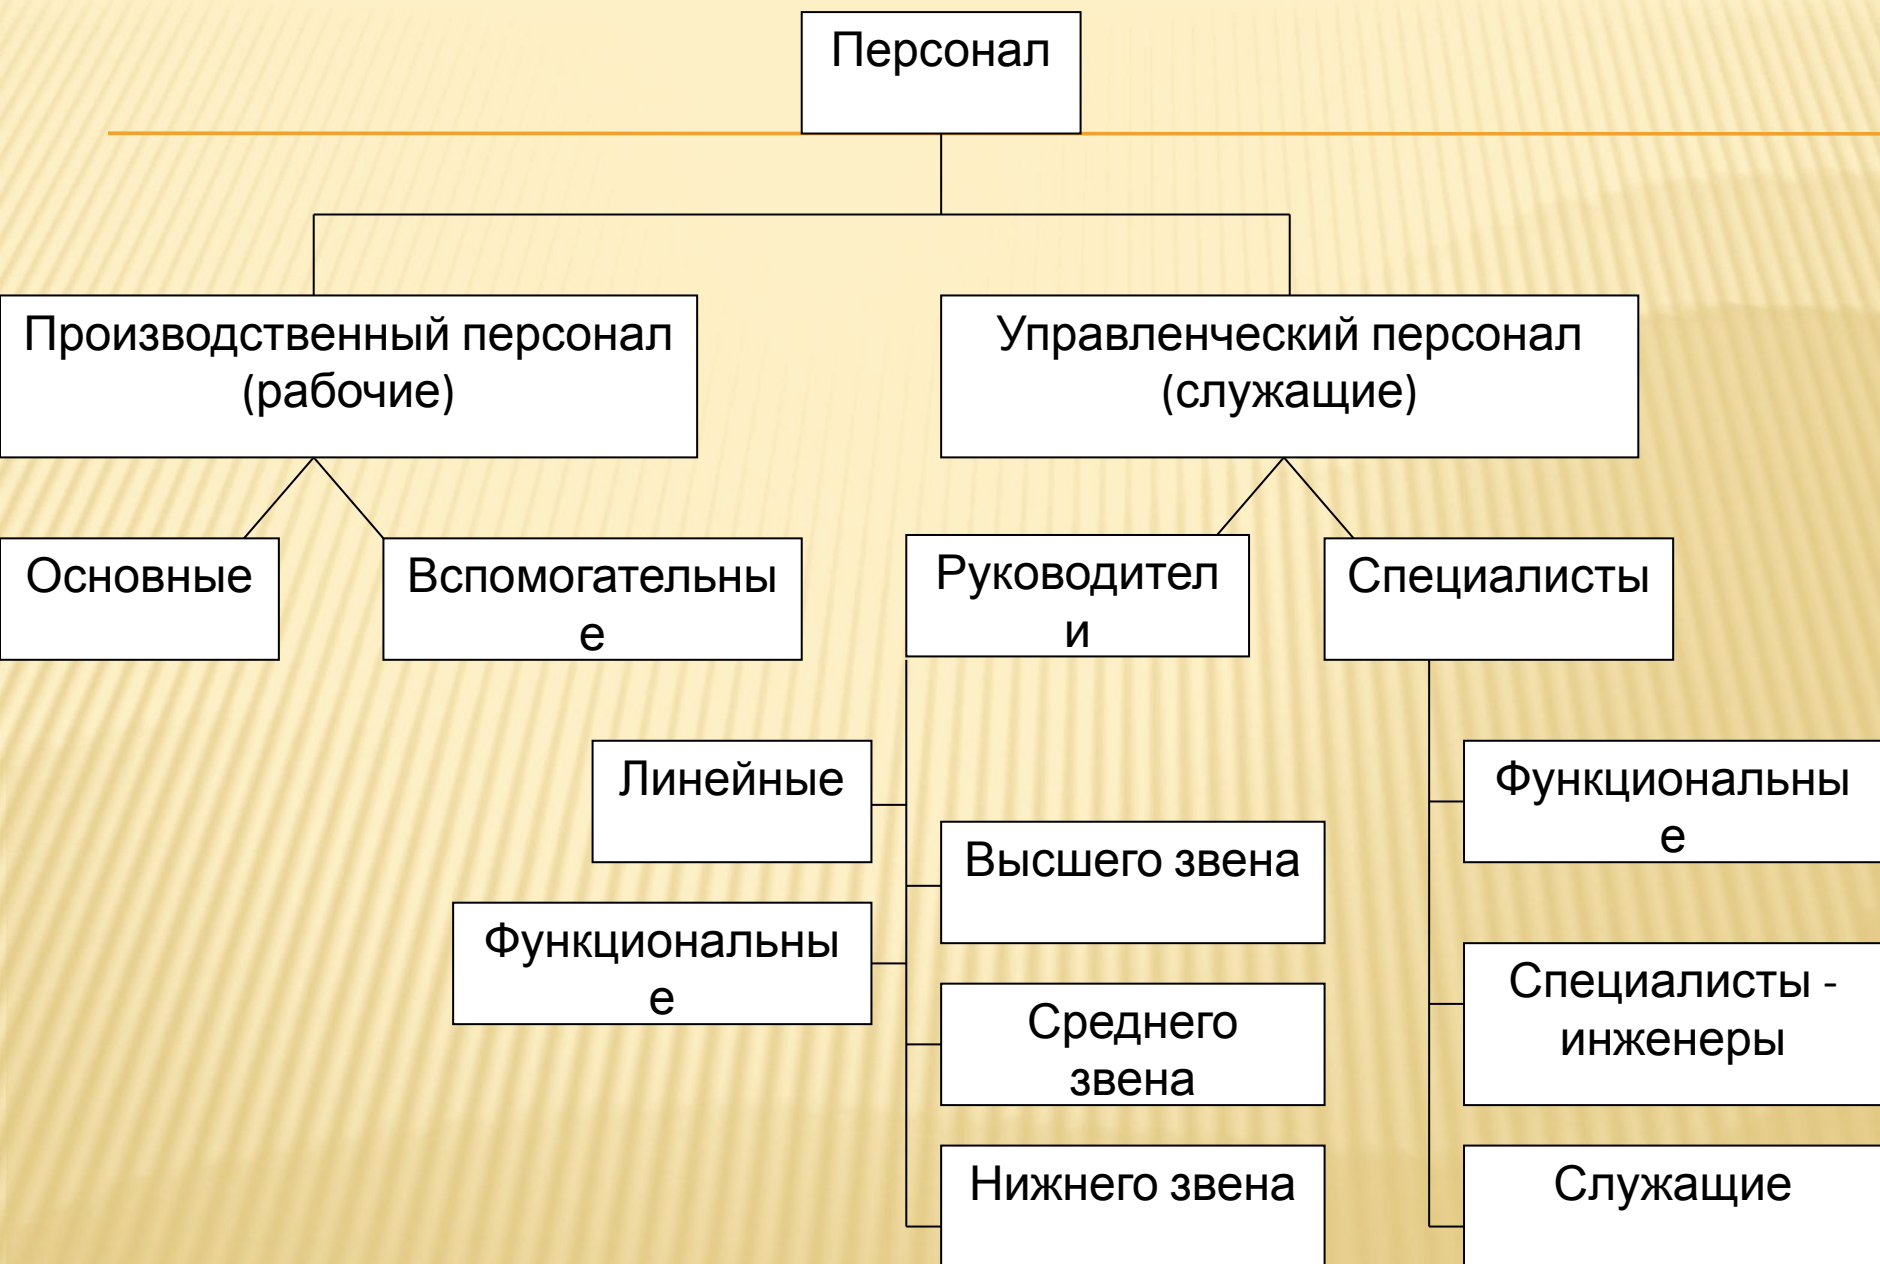 Персонал
Производственный персонал
(рабочие)
Управленческий персонал
(служащие)
Основные
Вспомогательны
е
Руководител
и
Специалисты
Линейные
Функциональны
е
Высшего звена
Среднего
звена
Нижнего звена
Функциональны
е
Специалисты -
инженеры
Служащие